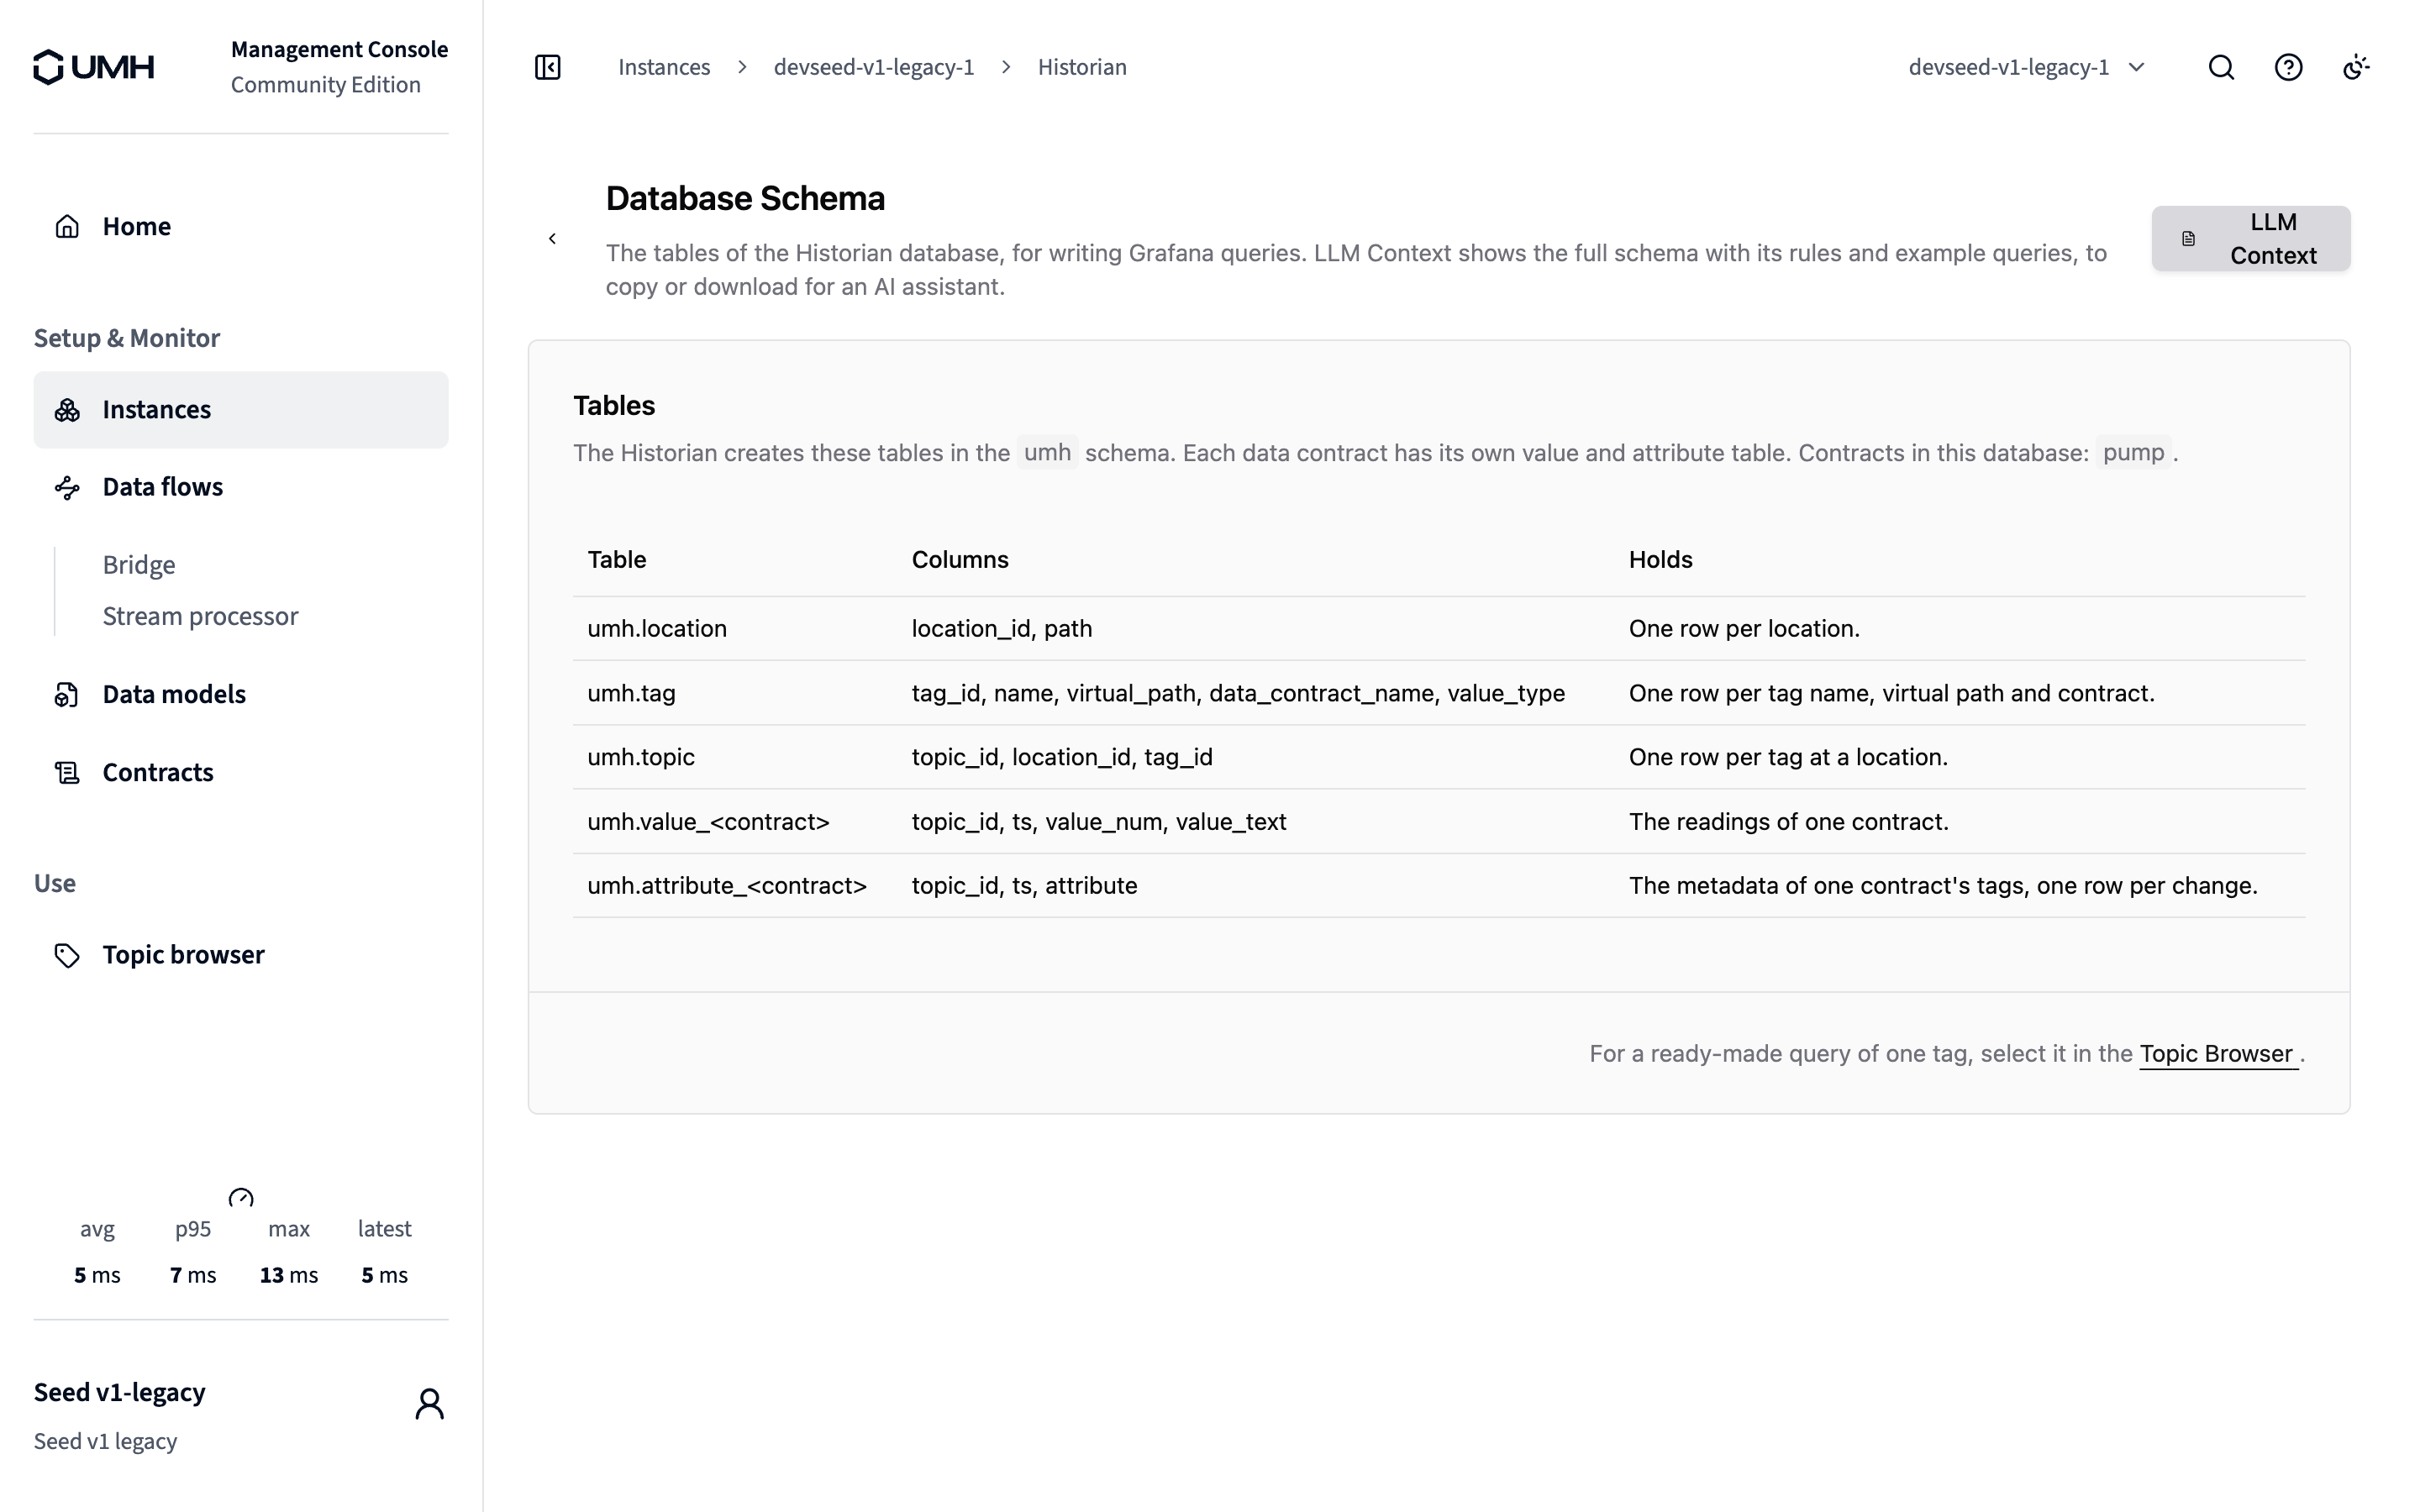 UMH
Management Console
Community Edition
Instances > devseed-v1-legacy-1 > Historian
devseed-v1-legacy-1
Home
Setup & Monitor
Instances
Data flows
Bridge
Stream processor
Data models
Contracts
Use
Topic browser
avg p95 max latest
5 ms 7 ms 13 ms 5 ms
Seed v1-legacy
Seed v1 legacy
Database Schema
The tables of the Historian database, for writing Grafana queries. LLM Context shows the full schema with its rules and example queries, to
copy or download for an AI assistant.
LLM
Context
Tables
The Historian creates these tables in the umh schema. Each data contract has its own value and attribute table. Contracts in this database: pump .
Table Columns Holds
umh.location location_id, path One row per location.
umh.tag tag_id, name, virtual_path, data_contract_name, value_type One row per tag name, virtual path and contract.
umh.topic topic_id, location_id, tag_id One row per tag at a location.
umh.value_<contract> topic_id, ts, value_num, value_text The readings of one contract.
umh.attribute_<contract> topic_id, ts, attribute The metadata of one contract's tags, one row per change.
For a ready-made query of one tag, select it in the Topic Browser .